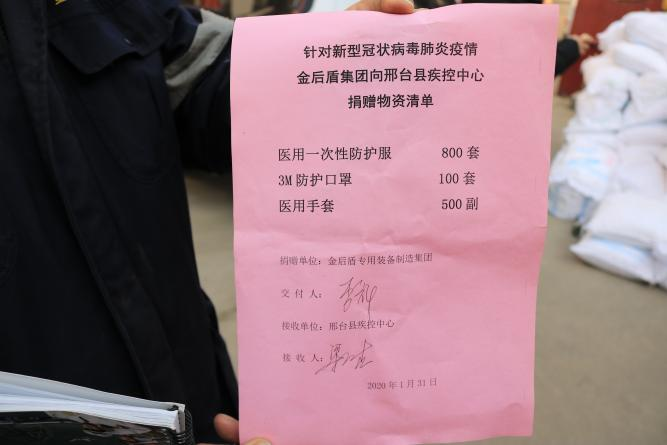 针对新型冠状病毒肺炎疫情
金后盾集团向邢台县疾控中心
捐赠物资清单
医用一次性防护服 800 套
3M 防护口罩 100 套
医用手套 500 副
捐赠单位：金后盾专用装备制造集团
交 付 人：
接收单位：邢台县疾控中心
接 收 人：
2020 年 1 月 31 日